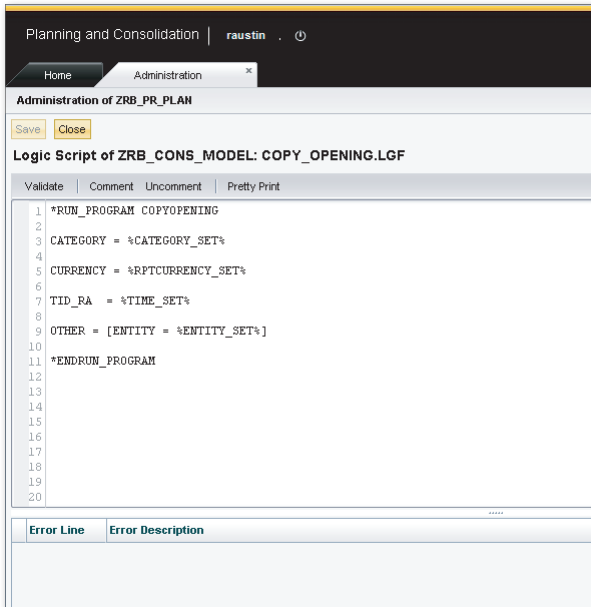 Planning and Consolidation | raustin .
Home Administration ×
Administration of ZRB_PR_PLAN
Save Close
Logic Script of ZRB_CONS_MODEL: COPY_OPENING.LGF
Validate | Comment Uncomment | Pretty Print
1 *RUN_PROGRAM COPYOPENING
2
3 CATEGORY = %CATEGORY_SET%
4
5 CURRENCY = %RPTCURRENCY_SET%
6
7 TID_RA  = %TIME_SET%
8
9 OTHER = [ENTITY = %ENTITY_SET%]
10
11 *ENDRUN_PROGRAM
12
13
14
15
16
17
18
19
20
Error Line Error Description